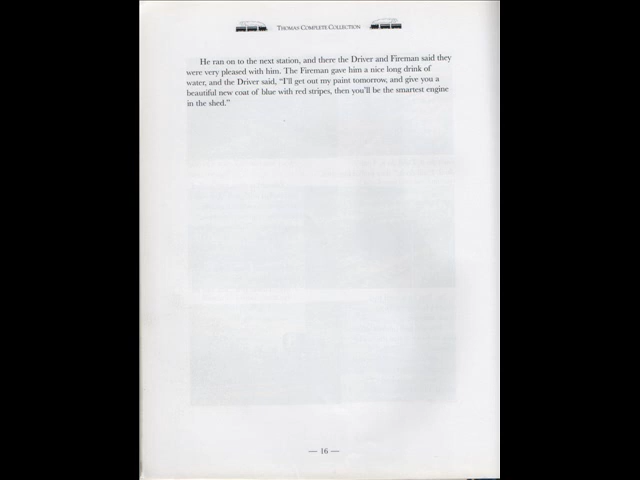 THOMAS COMPLETE COLLECTION
He ran on to the next station, and there the Driver and Fireman said they
were very pleased with him. The Fireman gave him a nice long drink of
water, and the Driver said, “I’ll get out my paint tomorrow, and give you a
beautiful new coat of blue with red stripes, then you’ll be the smartest engine
in the shed.”
— 16 —